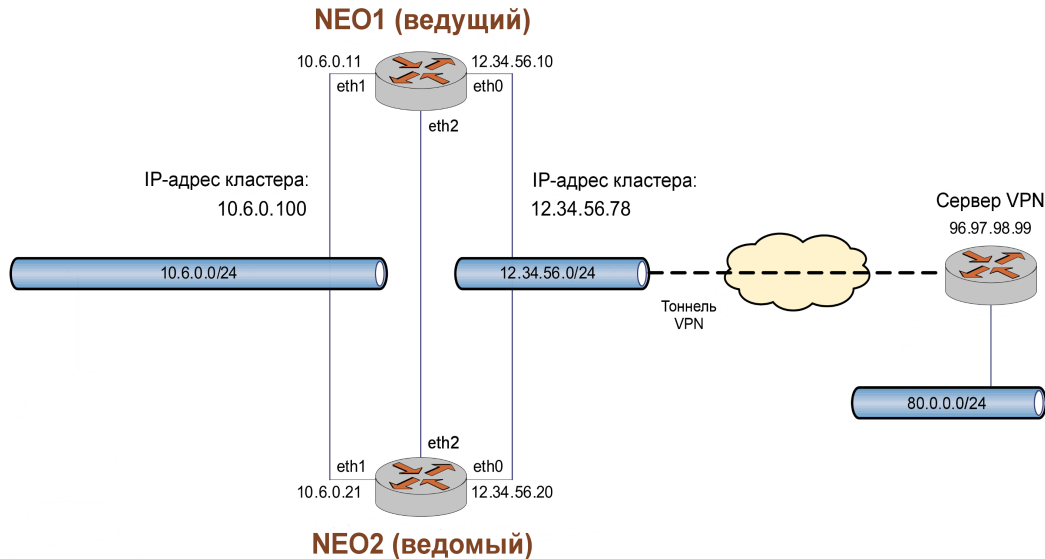 NEO1 (ведущий)
10.6.0.11
12.34.56.10
eth1
eth0
eth2
IP-адрес кластера:
10.6.0.100
IP-адрес кластера:
12.34.56.78
Сервер VPN
96.97.98.99
10.6.0.0/24
12.34.56.0/24
Тоннель
VPN
80.0.0.0/24
eth2
eth1
eth0
10.6.0.21
12.34.56.20
NEO2 (ведомый)